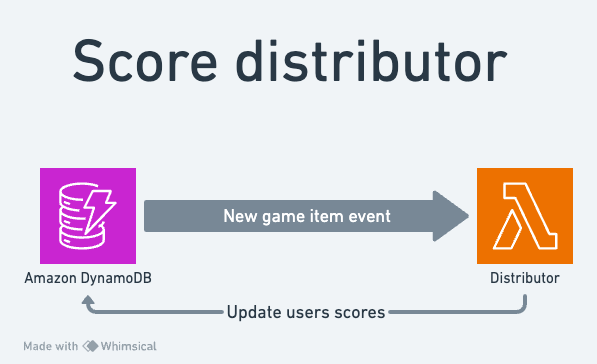 Score distributor
New game item event
Amazon DynamoDB
Distributor
Update users scores
Made with Whimsical